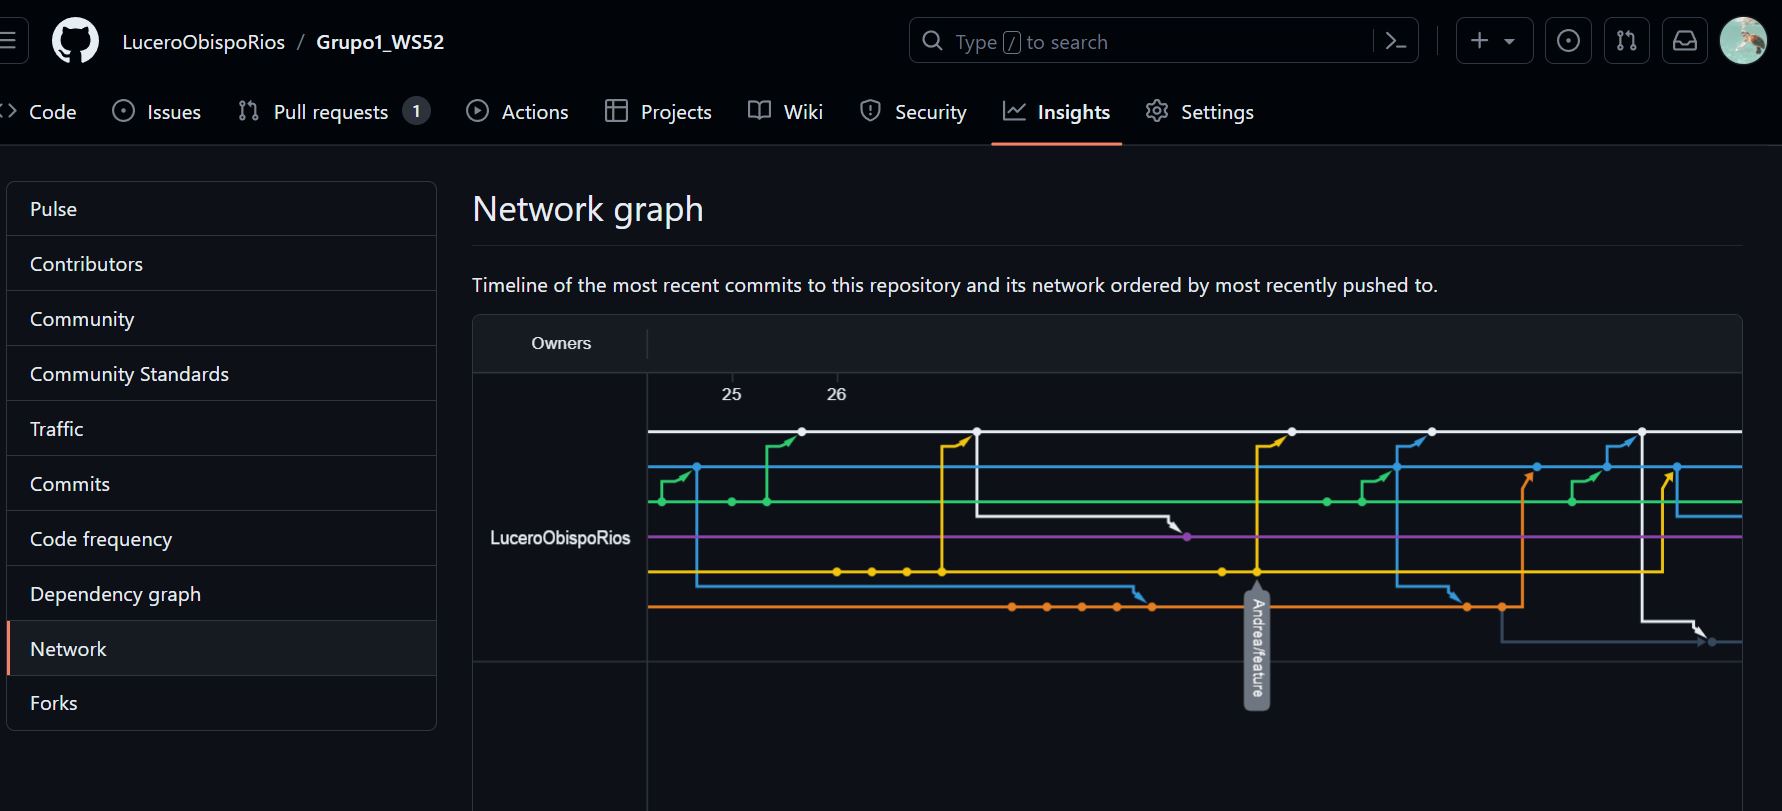 LuceroObispoRios / Grupo1_WS52
Type / to search
Code
Issues
Pull requests 1
Actions
Projects
Wiki
Security
Insights
Settings
Pulse
Contributors
Community
Community Standards
Traffic
Commits
Code frequency
Dependency graph
Network
Forks
Network graph
Timeline of the most recent commits to this repository and its network ordered by most recently pushed to.
Owners
25 26
LuceroObispoRios
Andrea/feature